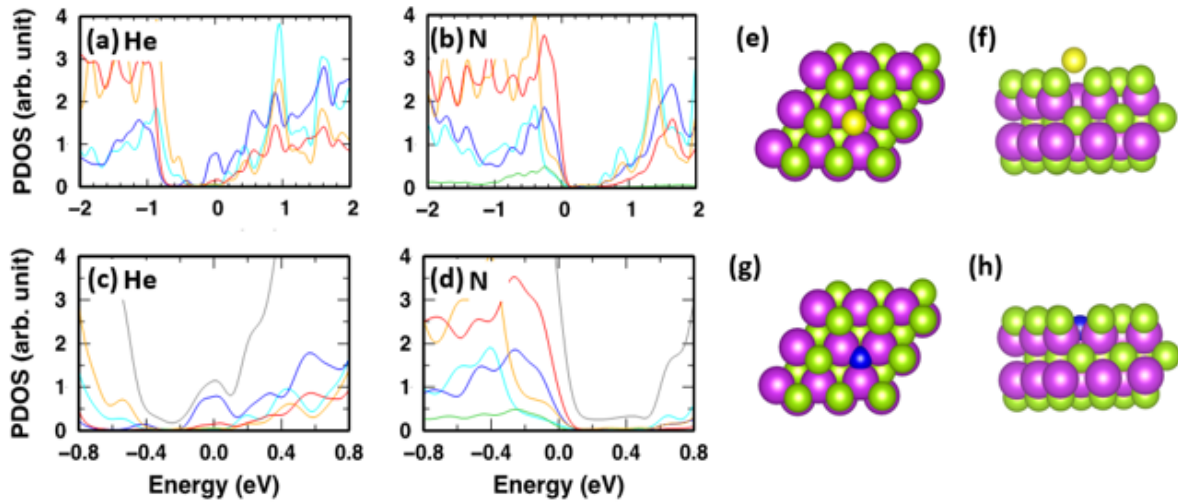 (a) He
(b) N
(e)
(f)
PDOS (arb. unit)
4
3
2
1
0
4
3
2
1
0
−2 −1 0 1 2
−2 −1 0 1 2
(c) He
(d) N
(g)
(h)
PDOS (arb. unit)
4
3
2
1
0
4
3
2
1
0
−0.8 −0.4 0.0 0.4 0.8
−0.8 −0.4 0.0 0.4 0.8
Energy (eV)
Energy (eV)